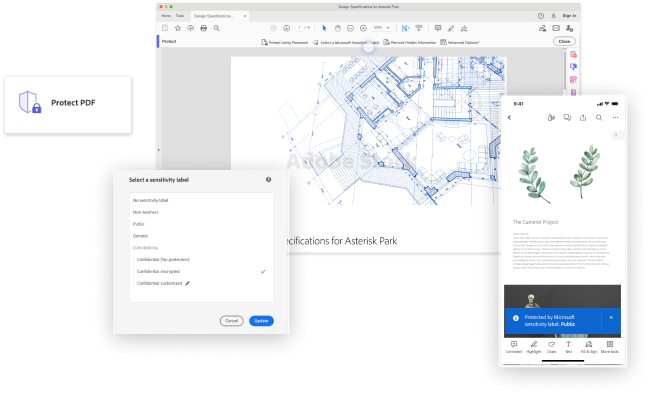 Design Specifications for Asterisk Park
Home Tools Design Specifications... × Sign In
1 / 8
Protect Protect Using Password Select a Microsoft Sensitivity Label Remove Hidden Information Advanced Options Close
Protect PDF
Adobe Stock
ecifications for Asterisk Park
Select a sensitivity label
No sensitivity label
Non-business
Public
General
CONFIDENTIAL
Confidential (No protection)
Confidential encrypted
Confidential customized
Cancel Update
9:41
The Camelot Project
Protected by Microsoft
sensitivity label: Public
Comment Highlight Draw Text Fill & Sign More tools